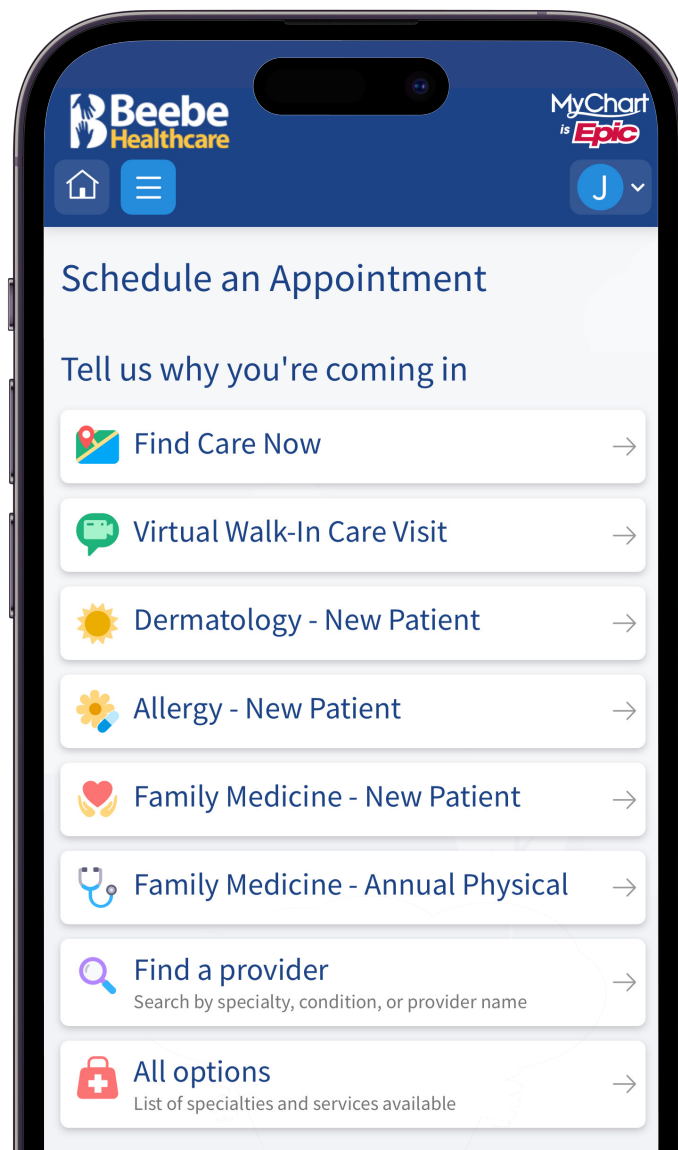 Beebe
Healthcare
MyChart
is Epic
J
Schedule an Appointment
Tell us why you're coming in
Find Care Now
Virtual Walk-In Care Visit
Dermatology - New Patient
Allergy - New Patient
Family Medicine - New Patient
Family Medicine - Annual Physical
Find a provider
Search by specialty, condition, or provider name
All options
List of specialties and services available